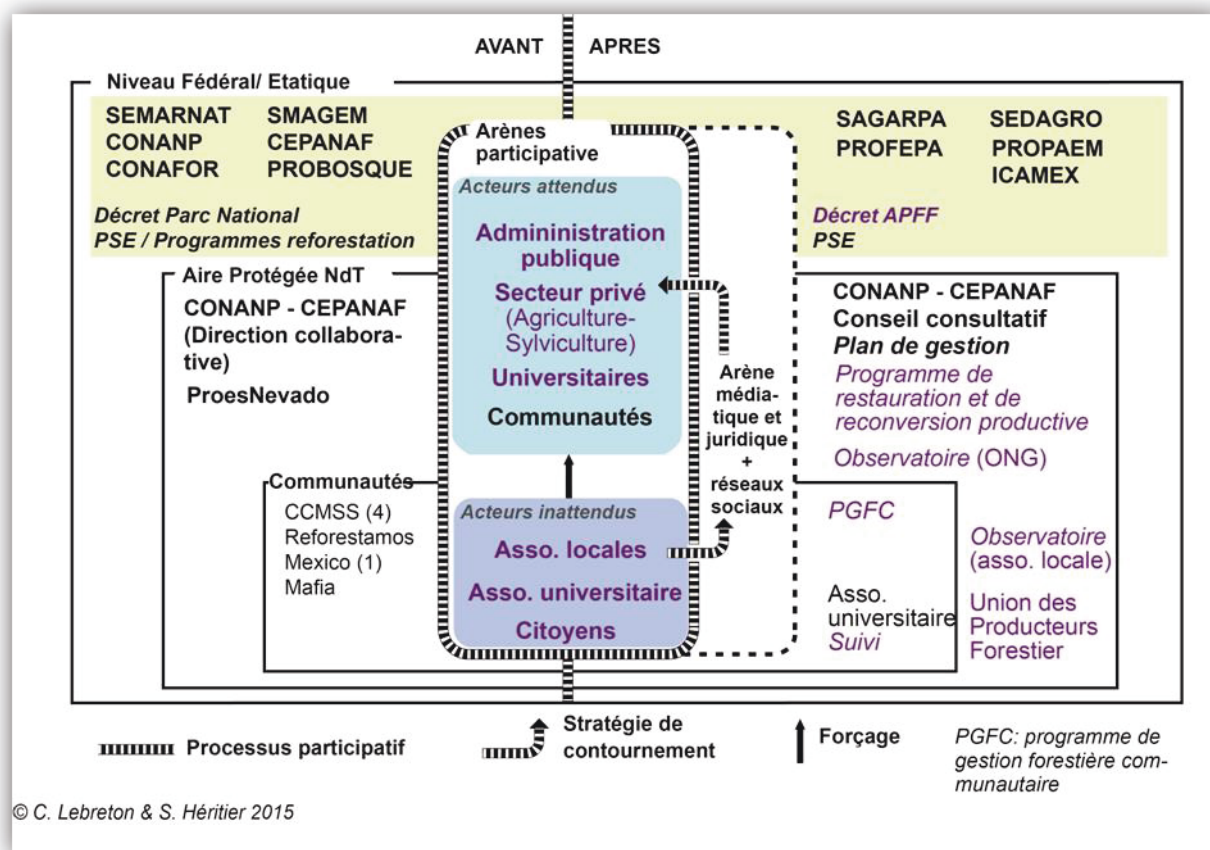 AVANT
APRES
Niveau Fédéral/ Etatique
SEMARNAT
SMAGEM
CONANP
CEPANAF
CONAFOR
PROBOSQUE
Décret Parc National
PSE / Programmes reforestation
Arènes
participative
Acteurs attendus
Admininistration
publique
Secteur privé
(Agriculture-
Sylviculture)
Universitaires
Communautés
Acteurs inattendus
Asso. locales
Asso. universitaire
Citoyens
Arène
média-
tique et
juridique
+
réseaux
sociaux
SAGARPA
SEDAGRO
PROFEPA
PROPAEM
ICAMEX
Décret APFF
PSE
Aire Protégée NdT
CONANP - CEPANAF
(Direction collabora-
tive)
ProesNevado
Communautés
CCMSS (4)
Reforestamos
Mexico (1)
Mafia
CONANP - CEPANAF
Conseil consultatif
Plan de gestion
Programme de
restauration et de
reconversion productive
Observatoire (ONG)
PGFC
Asso.
universitaire
Suivi
Observatoire
(asso. locale)
Union des
Producteurs
Forestier
Processus participatif
Stratégie de
contournement
Forçage
PGFC: programme de
gestion forestière com-
munautaire
© C. Lebreton & S. Héritier 2015